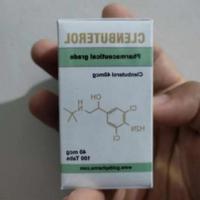 CLENBUTEROL
Pharmaceutical grade
Clenbuterol 40mcg
OH
Cl
H₂N
Cl
40 mcg
100 Tabs